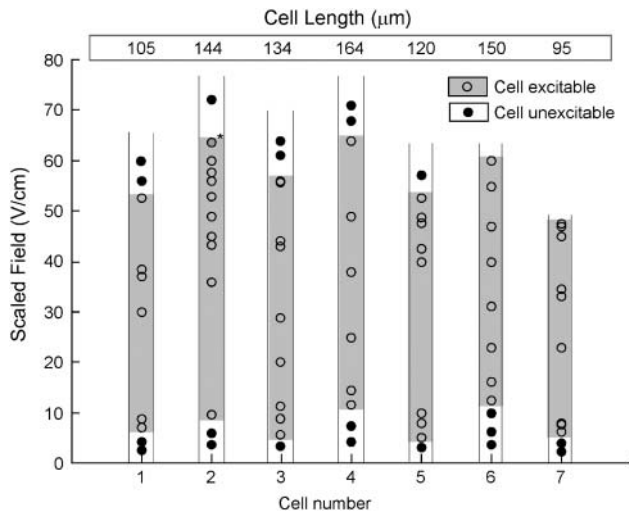 Cell Length (µm)
105 144 134 164 120 150 95
80
70
60
50
40
30
20
10
0
Scaled Field (V/cm)
Cell excitable
Cell unexcitable
*
1 2 3 4 5 6 7
Cell number